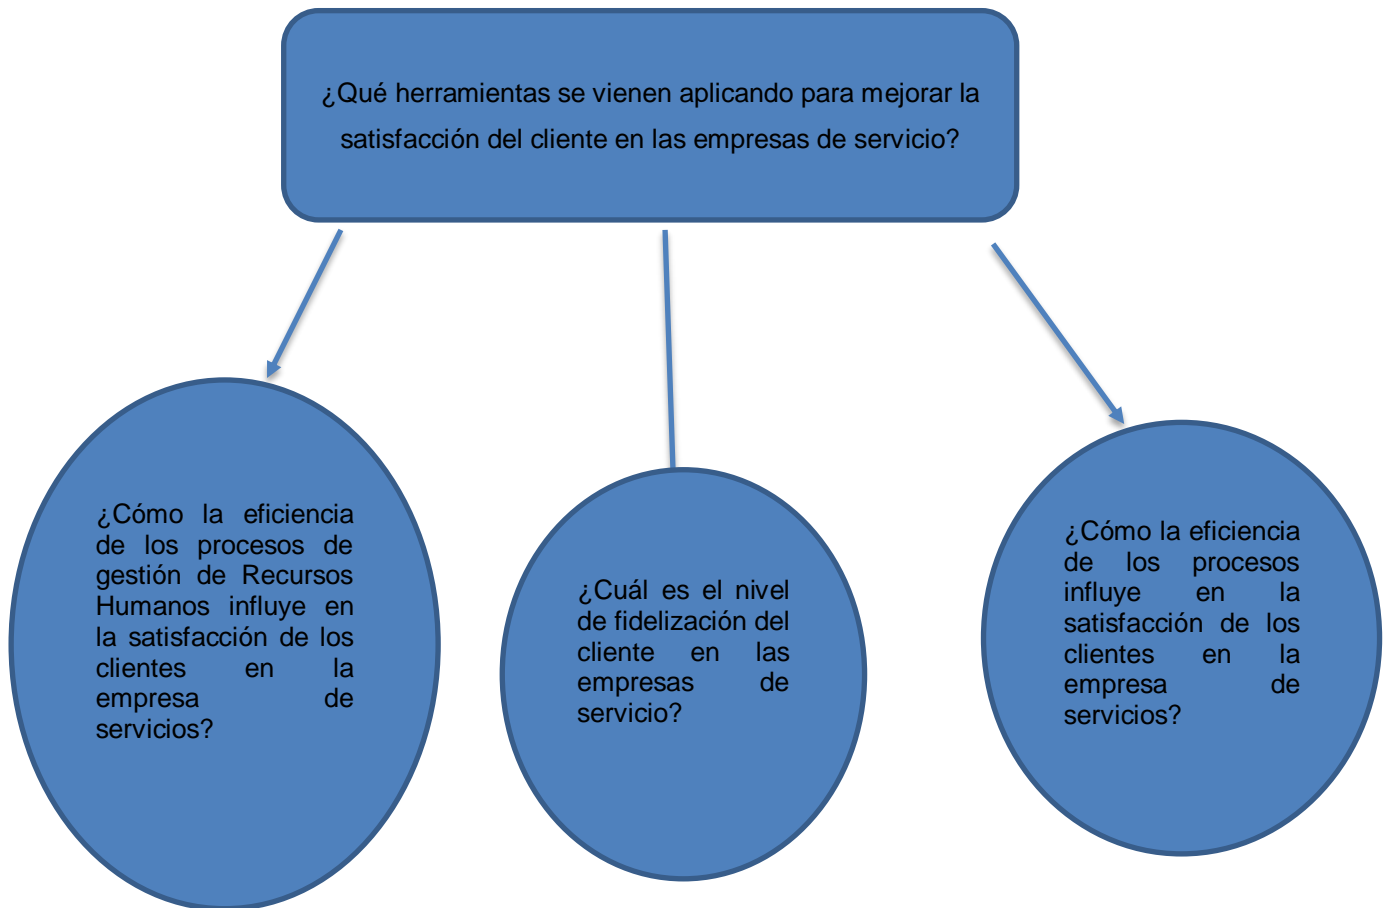 ¿Qué herramientas se vienen aplicando para mejorar la
satisfacción del cliente en las empresas de servicio?
¿Cómo la eficiencia
de los procesos de
gestión de Recursos
Humanos influye en
la satisfacción de los
clientes en la
empresa de
servicios?
¿Cuál es el nivel
de fidelización del
cliente en las
empresas de
servicio?
¿Cómo la eficiencia
de los procesos
influye en la
satisfacción de los
clientes en la
empresa de
servicios?